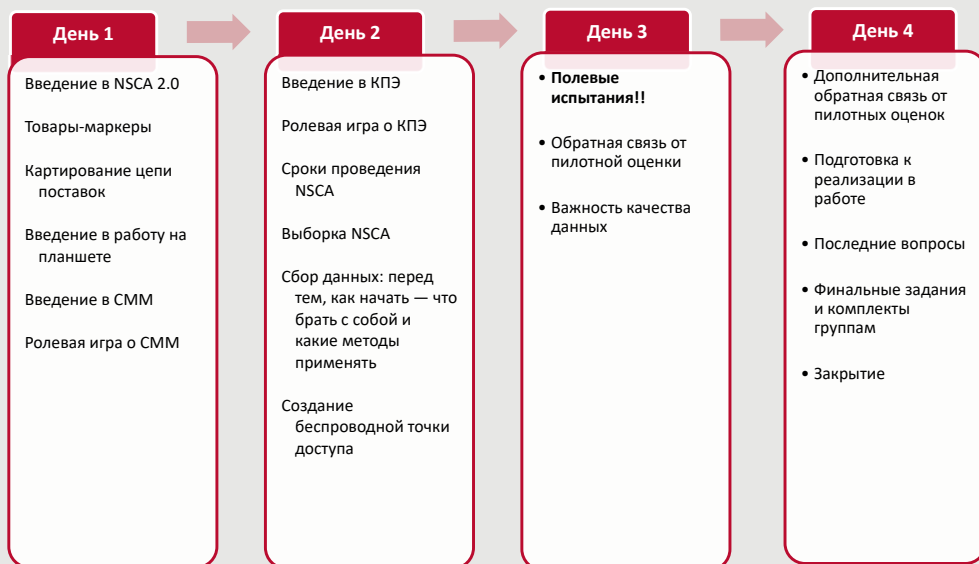 День 1
Введение в NSCA 2.0
Товары-маркеры
Картирование цепи
поставок
Введение в работу на
планшете
Введение в СММ
Ролевая игра о СММ
День 2
Введение в КПЭ
Ролевая игра о КПЭ
Сроки проведения
NSCA
Выборка NSCA
Сбор данных: перед
тем, как начать — что
брать с собой и
какие методы
применять
Создание
беспроводной точки
доступа
День 3
• Полевые
испытания!!
• Обратная связь от
пилотной оценки
• Важность качества
данных
День 4
• Дополнительная
обратная связь от
пилотных оценок
• Подготовка к
реализации в
работе
• Последние вопросы
• Финальные задания
и комплекты
группам
• Закрытие